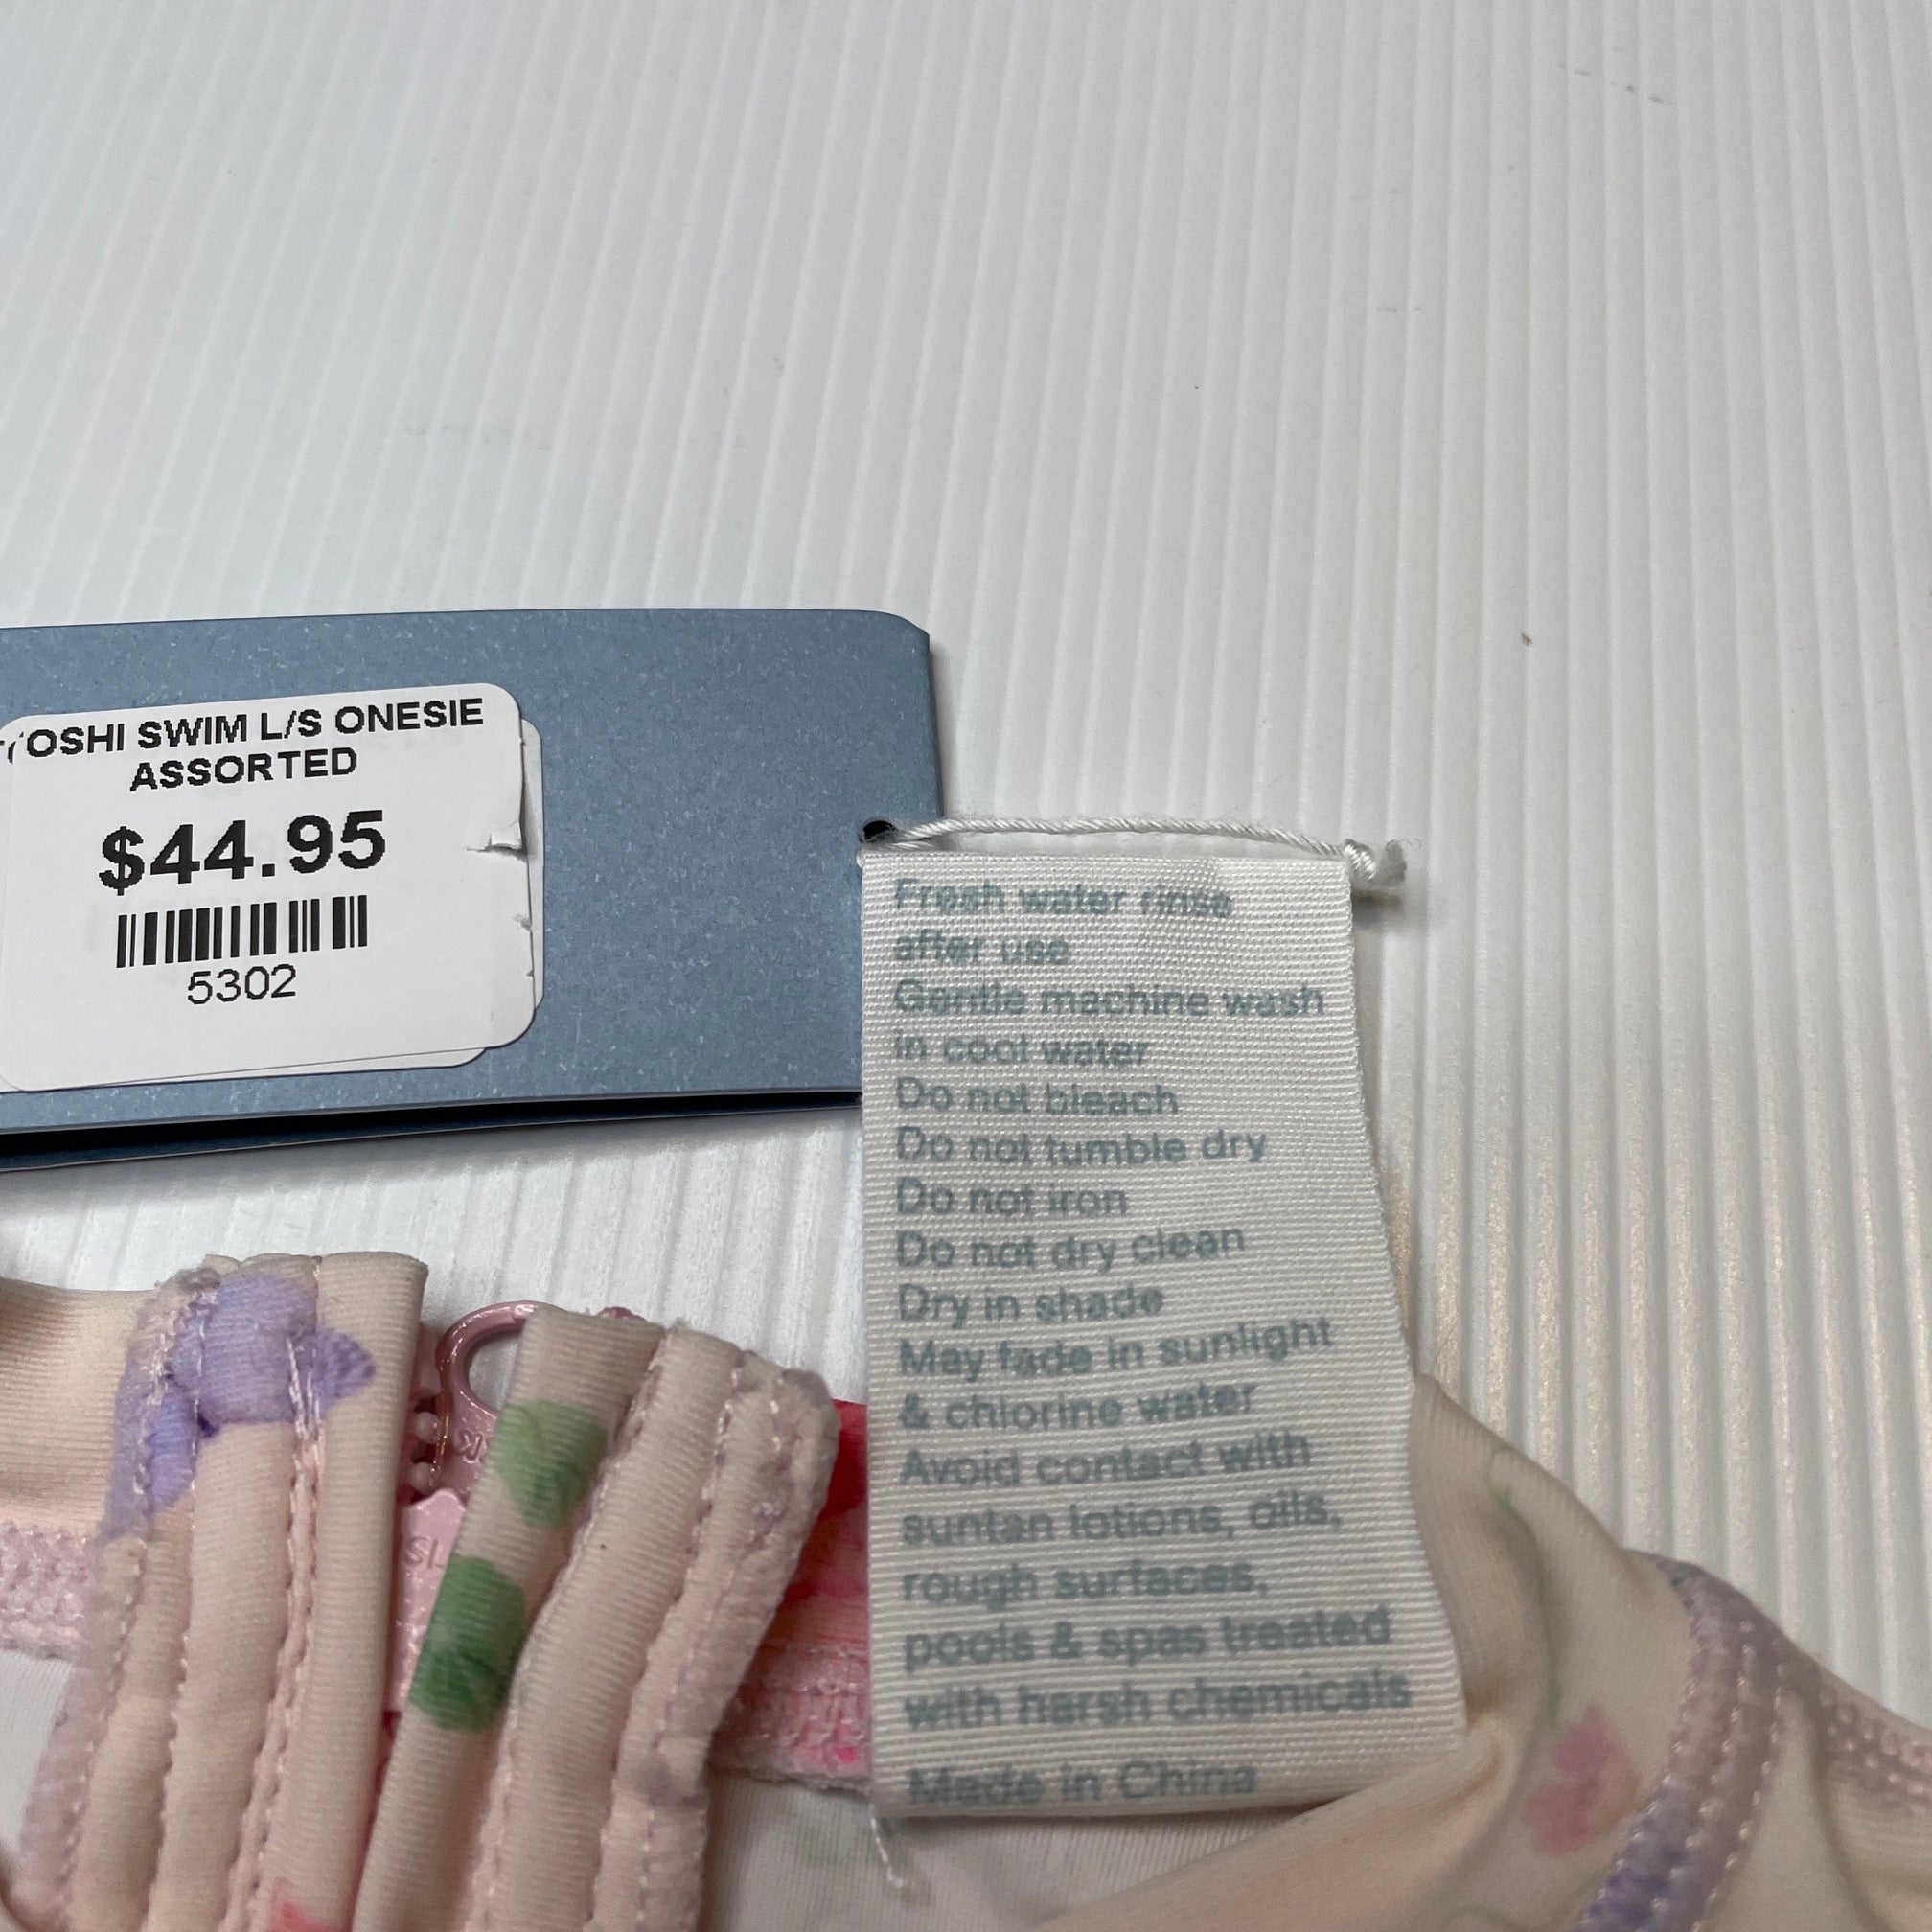 TOSHI SWIM L/S ONESIE
ASSORTED
$44.95
5302
Fresh water rinse
after use
Gentle machine wash
in cool water
Do not bleach
Do not tumble dry
Do not iron
Do not dry clean
Dry in shade
May fade in sunlight
& chlorine water
Avoid contact with
suntan lotions, oils,
rough surfaces,
pools & spas treated
with harsh chemicals
Made in China